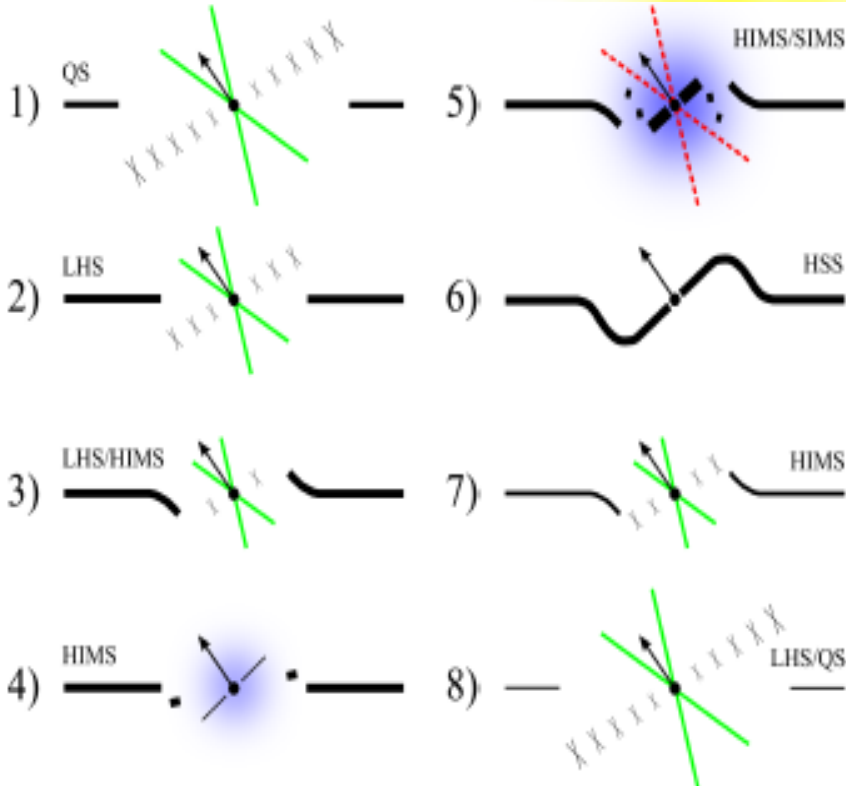 1) QS
2) LHS
3) LHS/HIMS
4) HIMS
5) HIMS/SIMS
6) HSS
7) HIMS
8) LHS/QS